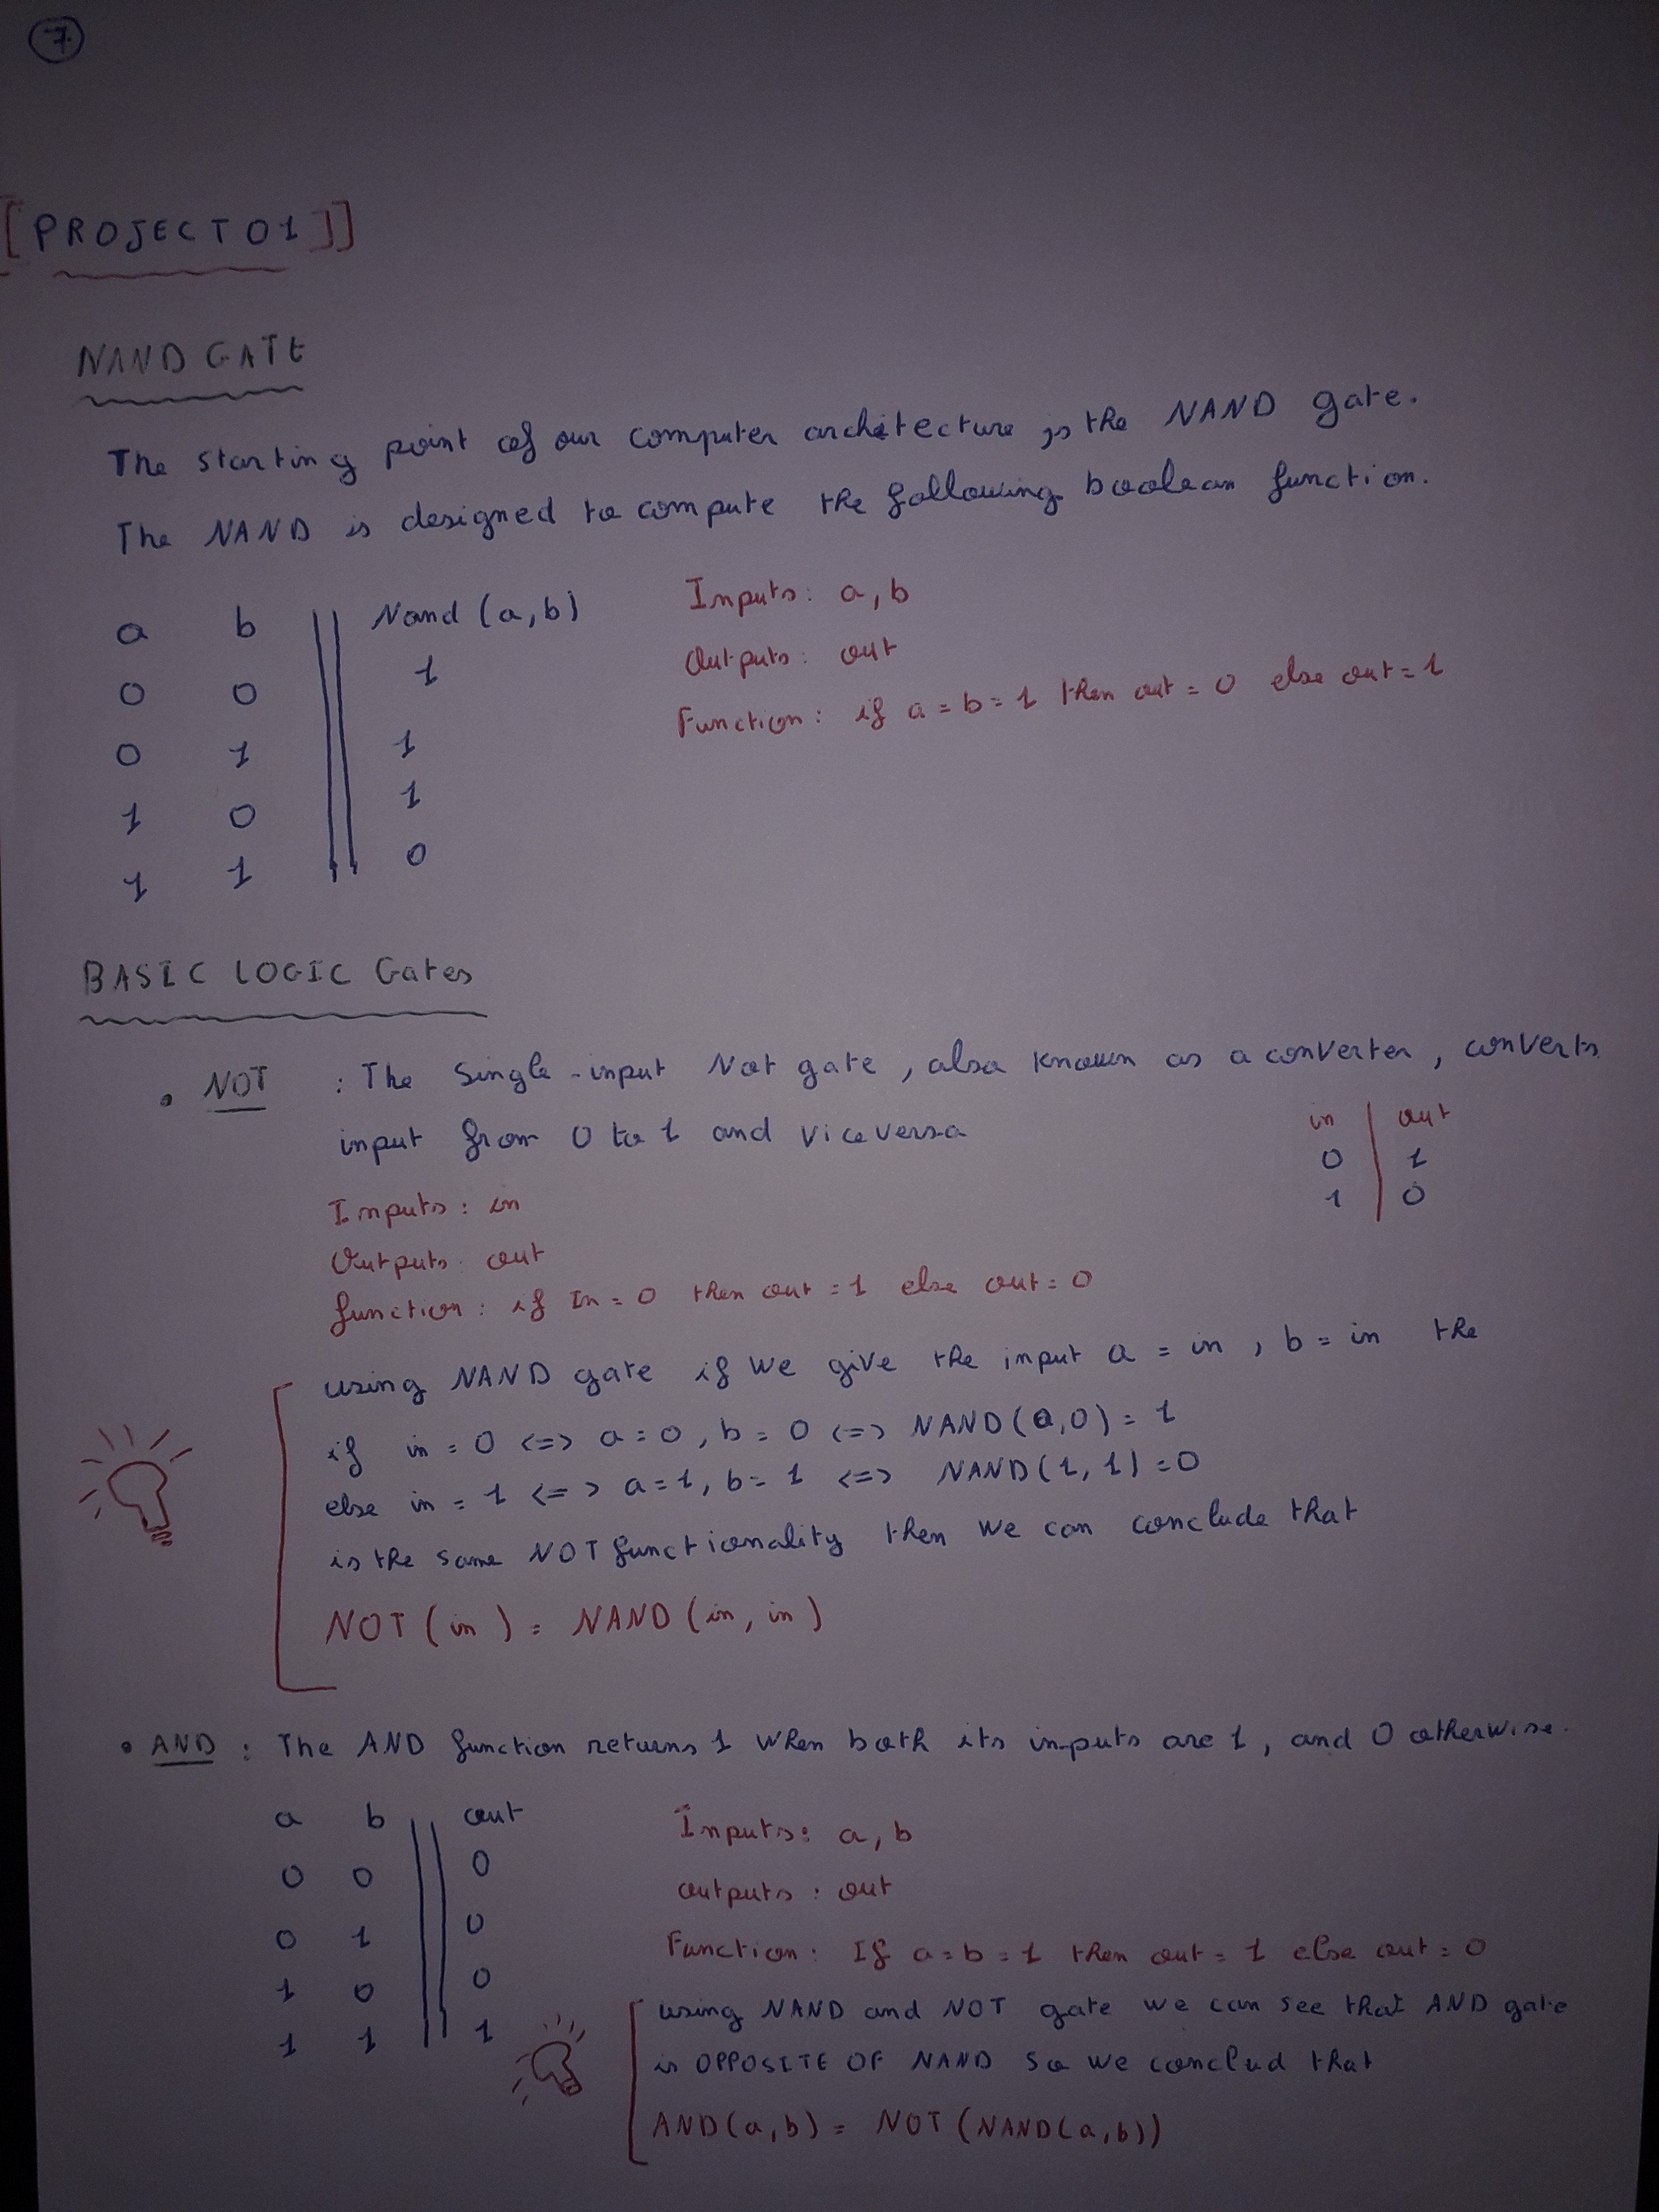 7
[PROJECT 01]]
NAND GATE
The starting point of our computer architecture is the NAND gate.
The NAND is designed to compute the following boolean function.
a b || Nand (a,b)
0 0 || 1
0 1 || 1
1 0 || 1
1 1 || 0
Inputs: a, b
Outputs: out
Function: if a = b = 1 then out = 0 else out = 1
BASIC LOGIC Gates
• NOT : The Single-input Not gate, also known as a converter, converts
input from 0 to 1 and viceversa
in | out
0 | 1
1 | 0
Inputs: in
Outputs: out
function: if In = 0 then out = 1 else out = 0
using NAND gate if we give the input a = in , b = in the
if in = 0 <=> a = 0, b = 0 <=> NAND(0,0) = 1
else in = 1 <=> a = 1, b = 1 <=> NAND(1, 1) = 0
is the same NOT functionality then we can conclude that
NOT (in) = NAND (in, in)
• AND : The AND function returns 1 when both its inputs are 1, and 0 otherwise.
a b || out
0 0 || 0
0 1 || 0
1 0 || 0
1 1 || 1
Inputs: a, b
outputs: out
Function: If a = b = 1 then out = 1 else out = 0
using NAND and NOT gate we can see that AND gate
is OPPOSITE OF NAND so we conclud that
AND(a,b) = NOT (NAND(a,b))